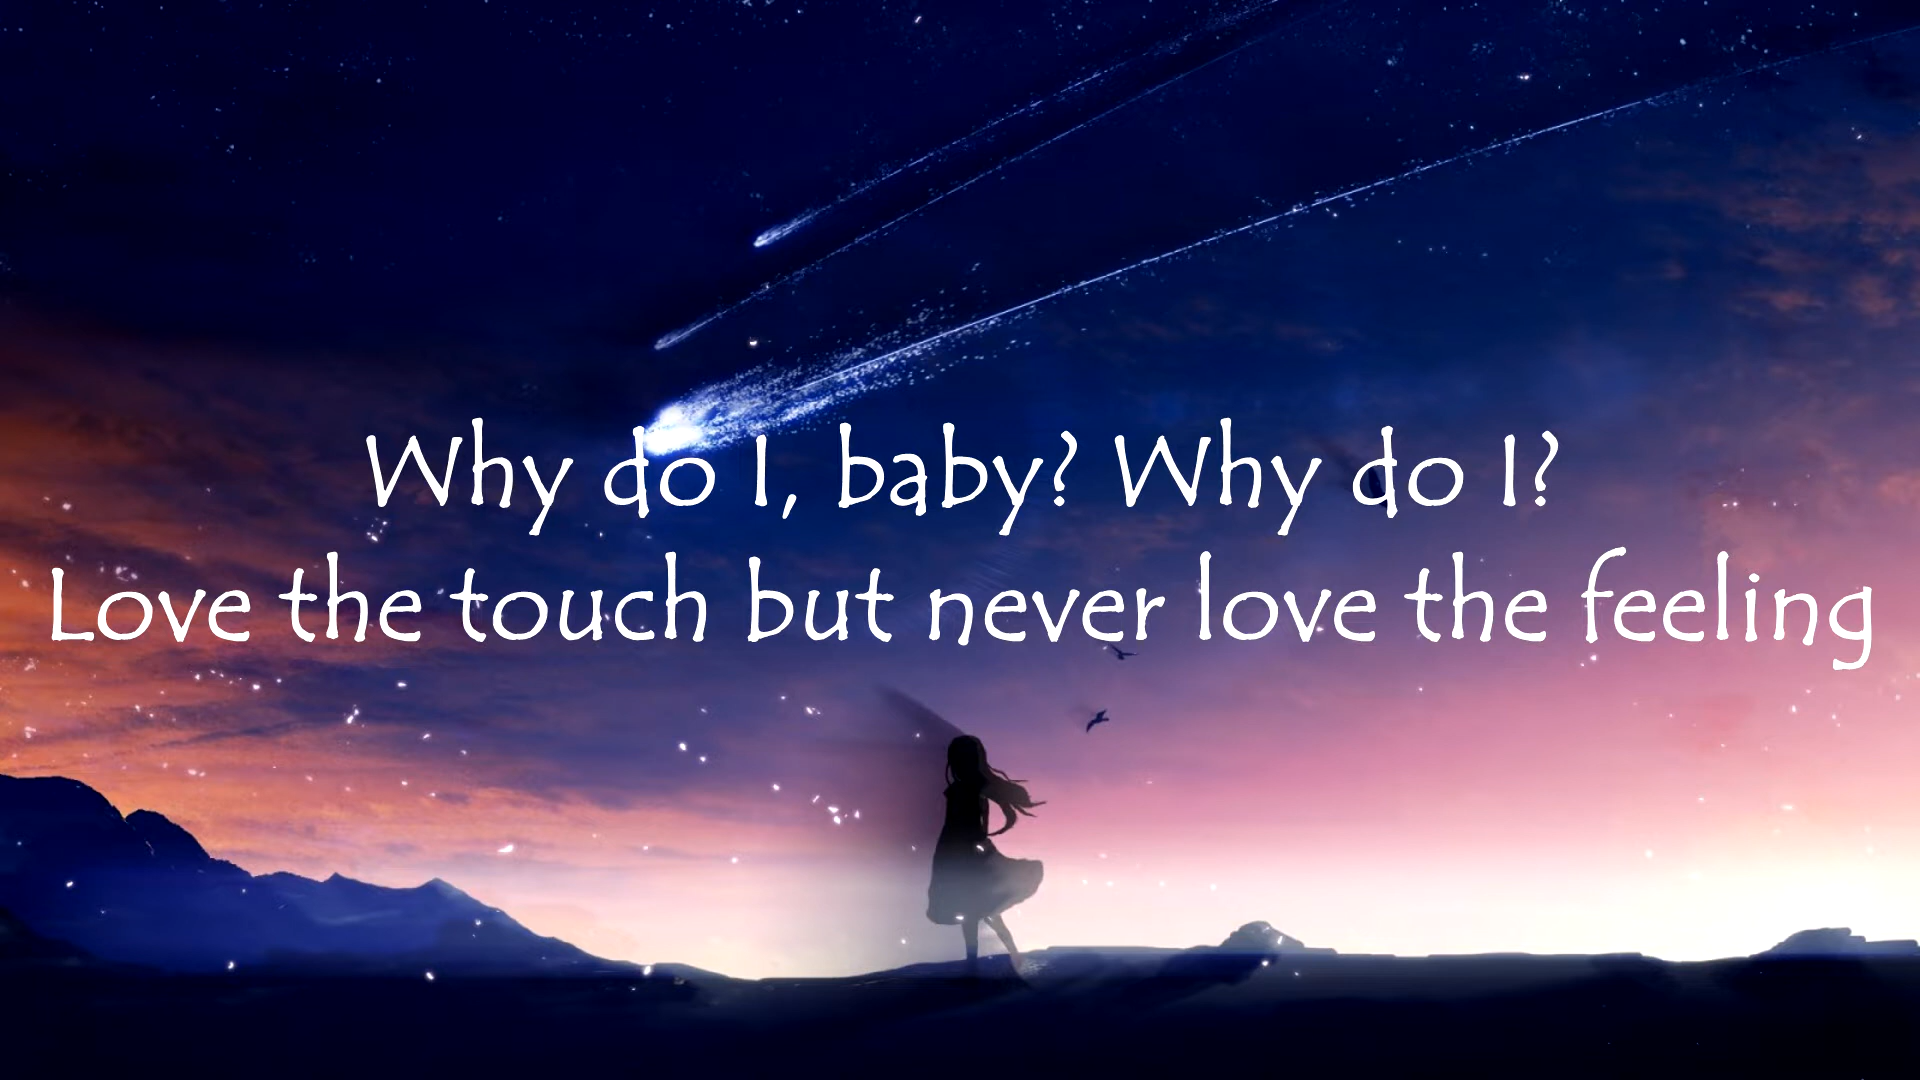 Why do I, baby? Why do I?
Love the touch but never love the feeling